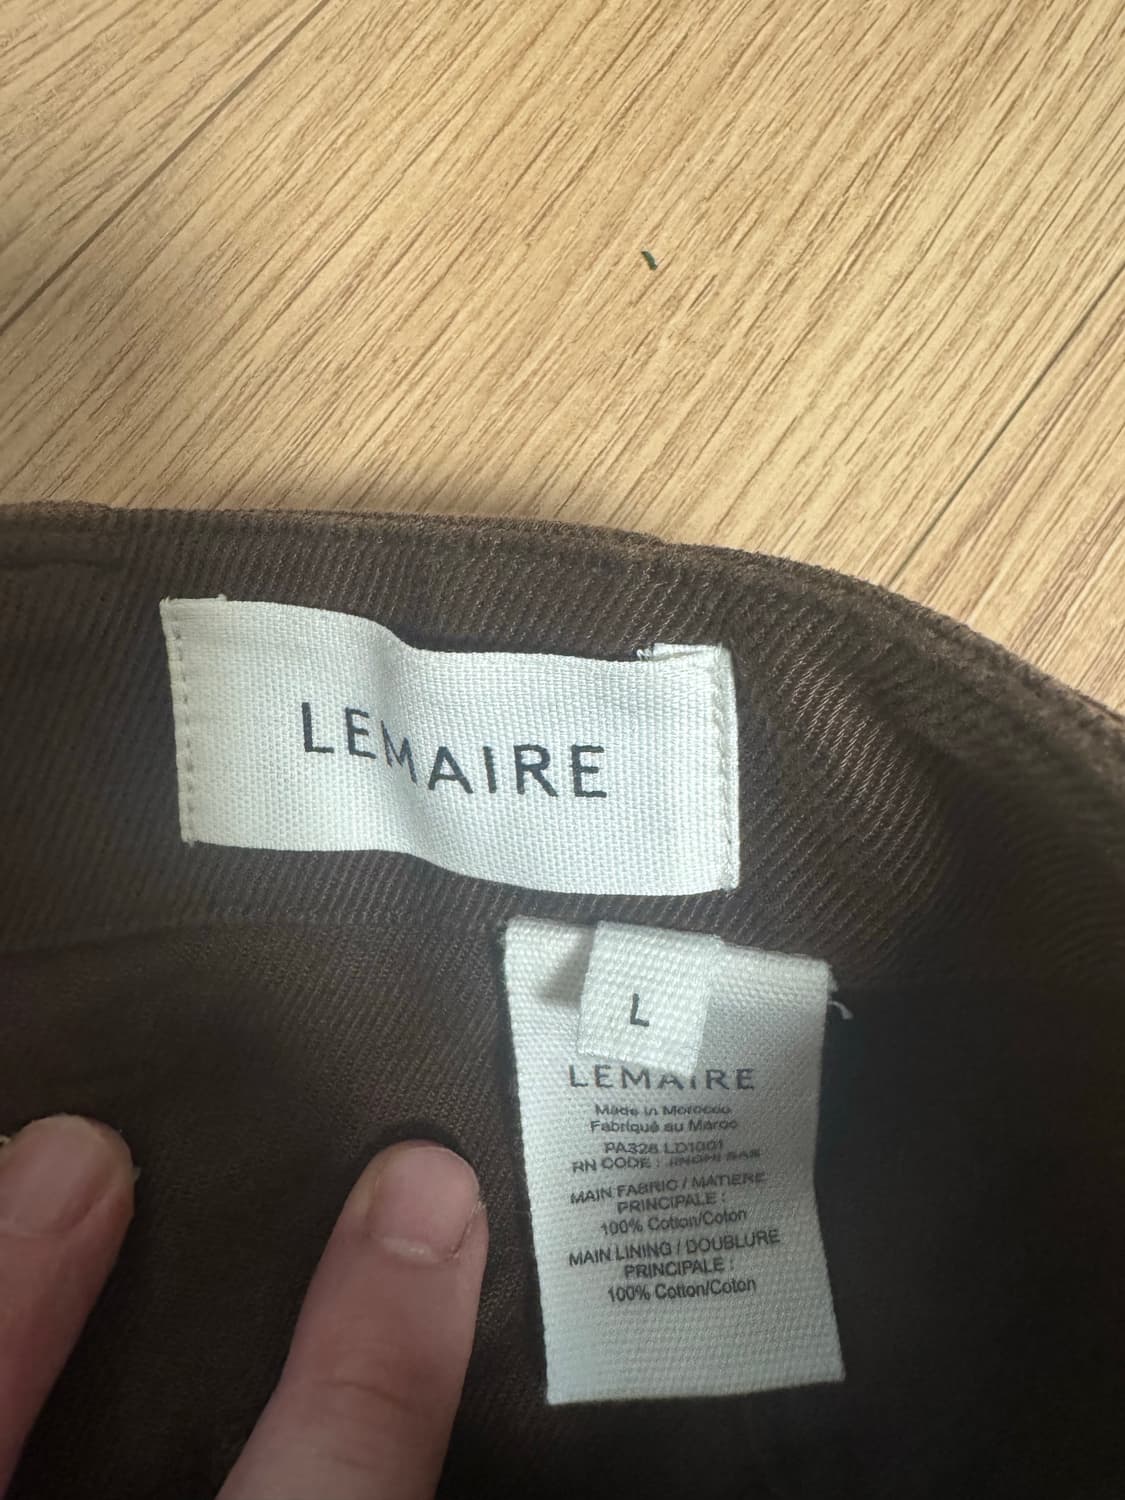 LEMAIRE
L
LEMAIRE
Made in Morocco
Fabriqué au Maroc
PA326 LD1001
RN CODE :
MAIN FABRIC / MATIERE
PRINCIPALE :
100% Cotton/Coton
MAIN LINING / DOUBLURE
PRINCIPALE :
100% Cotton/Coton